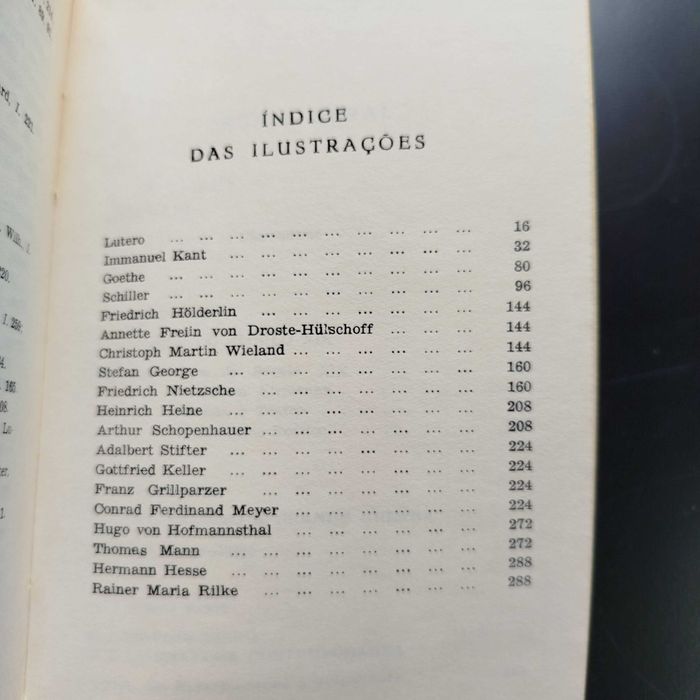 ard, I. 220.
ÍNDICE
DAS ILUSTRAÇÕES
Lutero ... ... ... ... ... ... ... ... ... ... 16
Immanuel Kant ... ... ... ... ... ... ... ... 32
Goethe ... ... ... ... ... ... ... ... ... ... 80
Schiller ... ... ... ... ... ... ... ... ... ... 96
Friedrich Hölderlin ... ... ... ... ... ... ... 144
Annette Freiin von Droste-Hülschoff ... ... ... 144
Christoph Martin Wieland ... ... ... ... ... ... 144
Stefan George ... ... ... ... ... ... ... ... 160
Friedrich Nietzsche ... ... ... ... ... ... ... 160
Heinrich Heine ... ... ... ... ... ... ... ... 208
Arthur Schopenhauer ... ... ... ... ... ... ... 208
Adalbert Stifter ... ... ... ... ... ... ... ... 224
Gottfried Keller ... ... ... ... ... ... ... ... 224
Franz Grillparzer ... ... ... ... ... ... ... 224
Conrad Ferdinand Meyer ... ... ... ... ... ... 224
Hugo von Hofmannsthal ... ... ... ... ... ... 272
Thomas Mann ... ... ... ... ... ... ... ... 272
Hermann Hesse ... ... ... ... ... ... ... ... 288
Rainer Maria Rilke ... ... ... ... ... ... ... 288